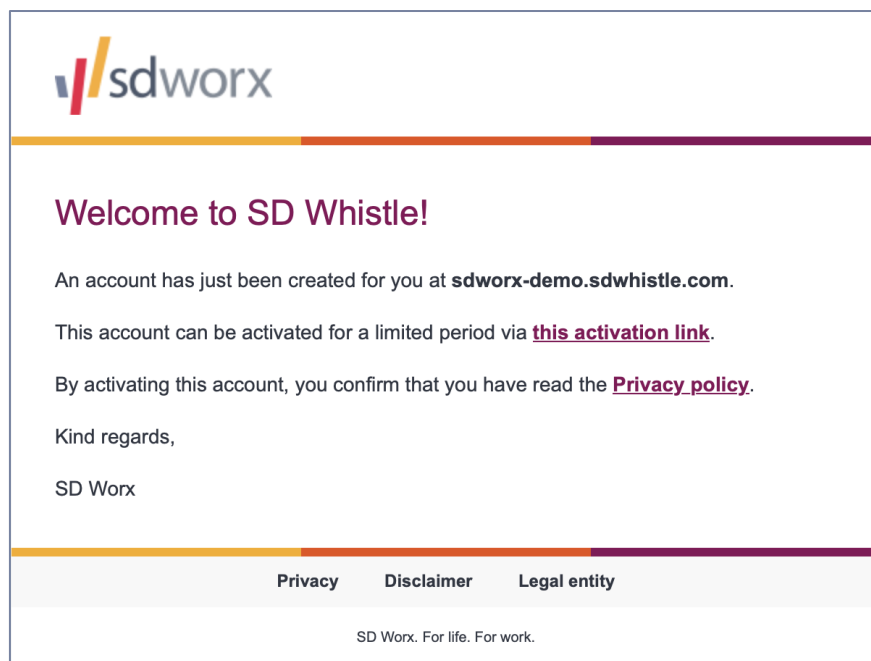 sdworx
Welcome to SD Whistle!
An account has just been created for you at sdworx-demo.sdwhistle.com.
This account can be activated for a limited period via this activation link.
By activating this account, you confirm that you have read the Privacy policy.
Kind regards,
SD Worx
Privacy Disclaimer Legal entity
SD Worx. For life. For work.